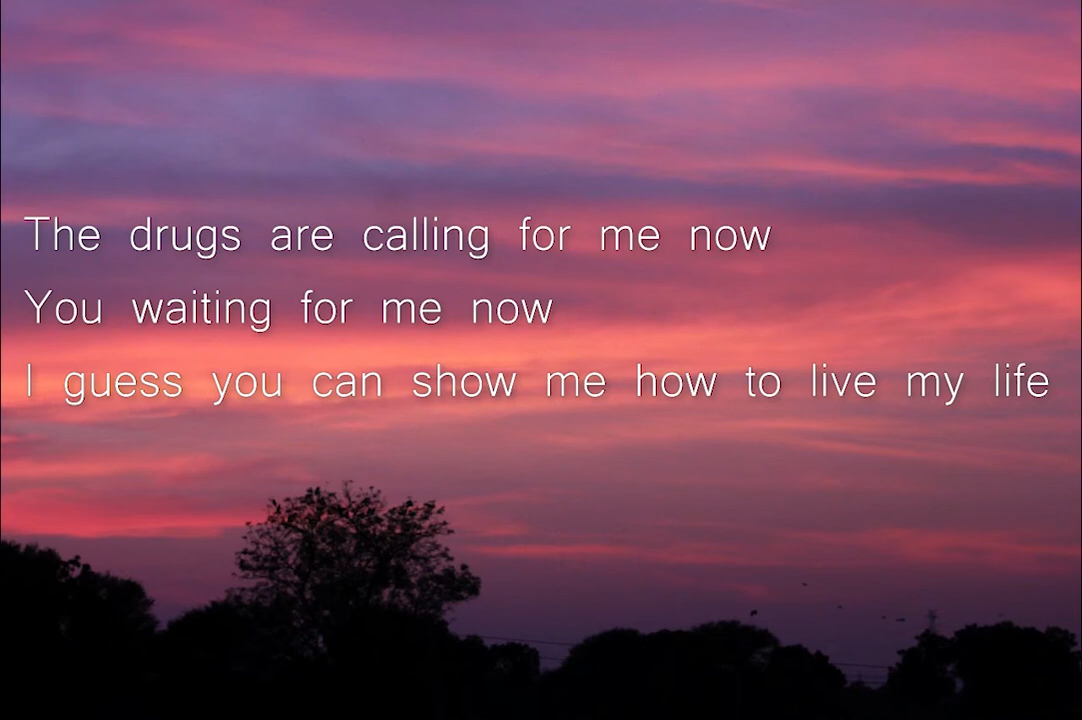 The drugs are calling for me now
You waiting for me now
I guess you can show me how to live my life